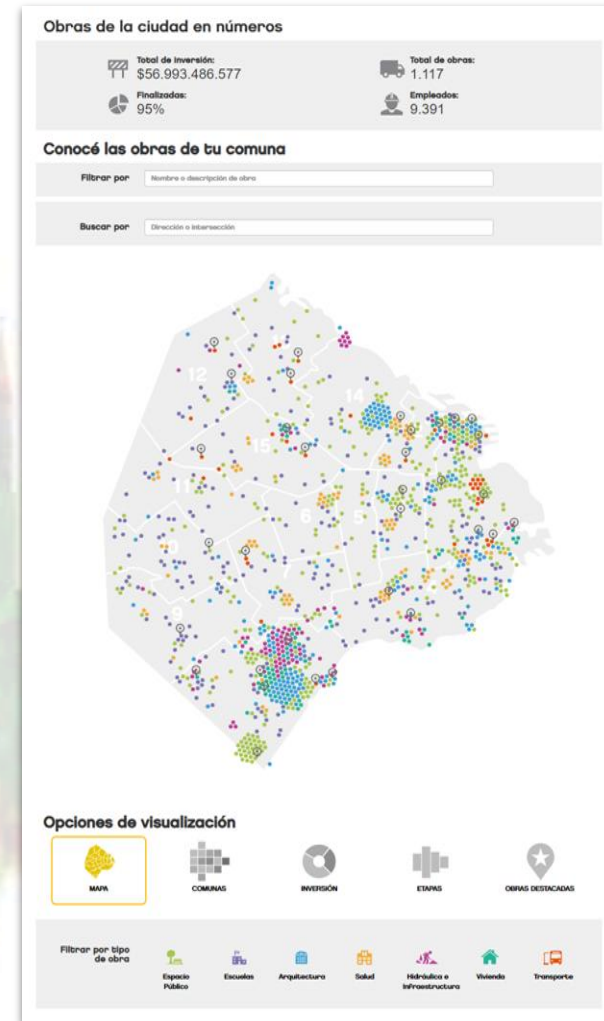 Obras de la ciudad en números
Total de inversión:
$56.993.486.577
Total de obras:
1.117
Finalizadas:
95%
Empleados:
9.391
Conocé las obras de tu comuna
Filtrar por
Nombre o descripción de obra
Buscar por
Dirección o intersección
12
14
15
11
6
5
9
Opciones de visualización
MAPA
COMUNAS
INVERSIÓN
ETAPAS
OBRAS DESTACADAS
Filtrar por tipo
de obra
Espacio
Público
Escuelas
Arquitectura
Salud
Hidráulica e
infraestructura
Vivienda
Transporte